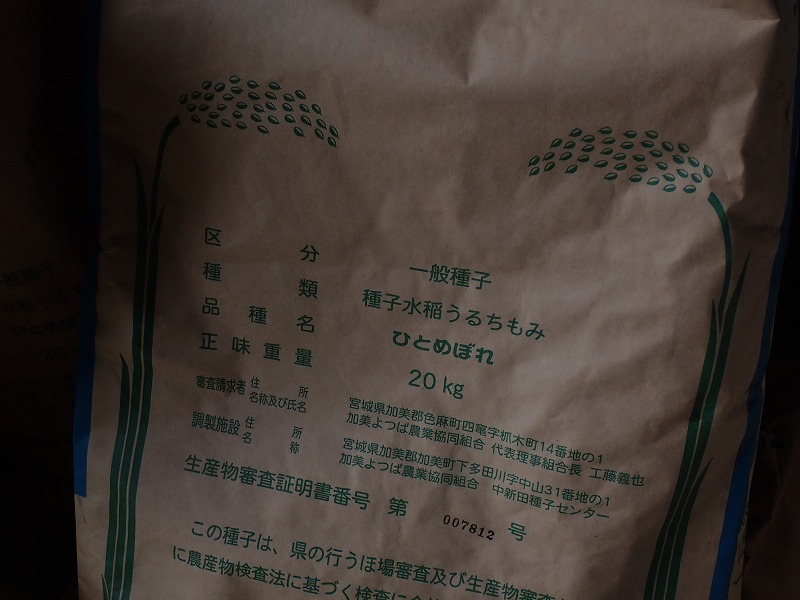 区分 一般種子
種類 種子水稲うるちもみ
品種名 ひとめぼれ
正味重量 20kg
審査請求者 住所 宮城県加美郡色麻町四竈字杭木町14番地の1
名称及び氏名 加美よつば農業協同組合 代表理事組合長 工藤義也
調製施設 住所 宮城県加美郡加美町下多田川字中山31番地の1
名称 加美よつば農業協同組合 中新田種子センター
生産物審査証明書番号 第 007812 号
この種子は、県の行うほ場審査及び生産物審査
に農産物検査法に基づく検査に合